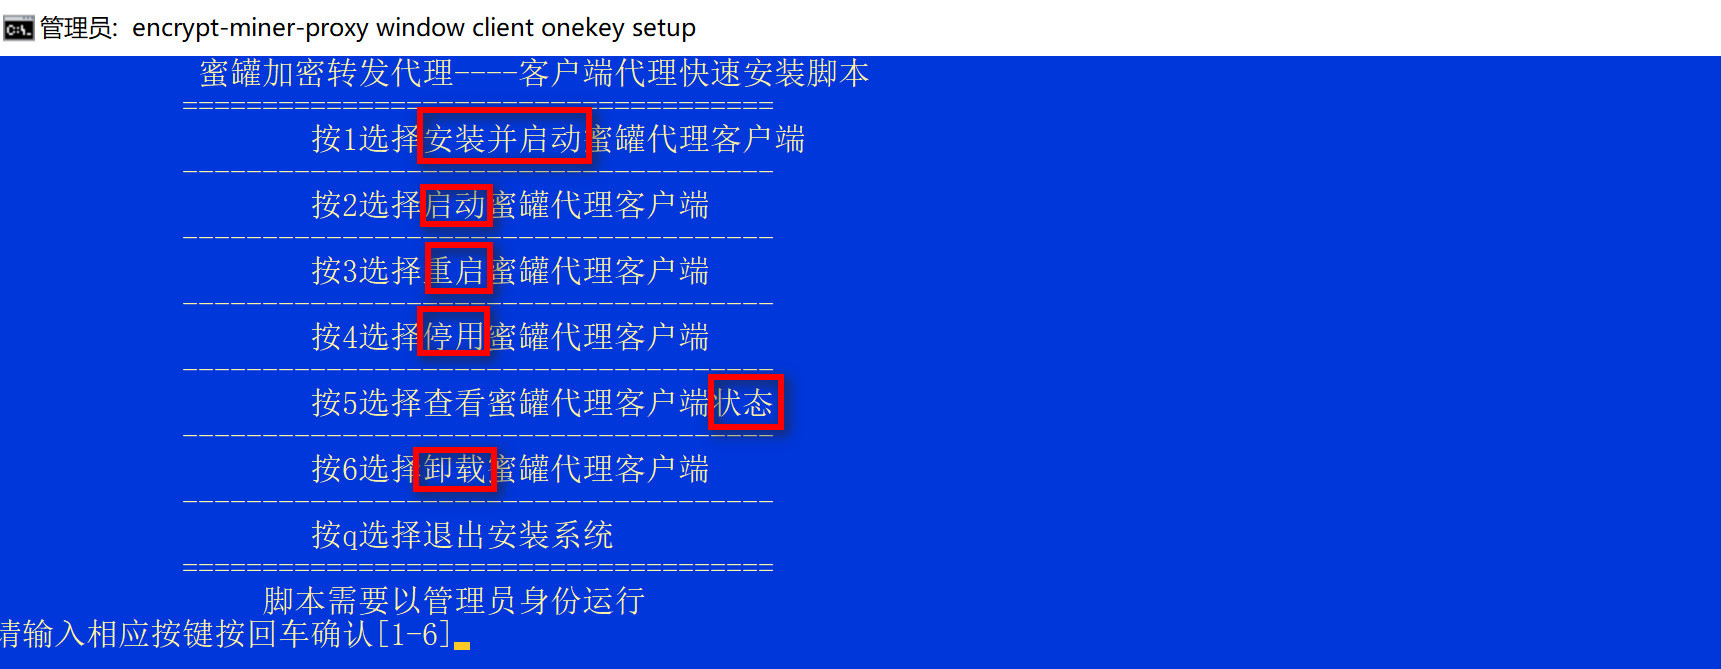 管理员: encrypt-miner-proxy window client onekey setup
蜜罐加密转发代理----客户端代理快速安装脚本
=====================================
按1选择安装并启动蜜罐代理客户端
-------------------------------------
按2选择启动蜜罐代理客户端
-------------------------------------
按3选择重启蜜罐代理客户端
-------------------------------------
按4选择停用蜜罐代理客户端
-------------------------------------
按5选择查看蜜罐代理客户端状态
-------------------------------------
按6选择卸载蜜罐代理客户端
-------------------------------------
按q选择退出安装系统
=====================================
脚本需要以管理员身份运行
请输入相应按键按回车确认[1-6]